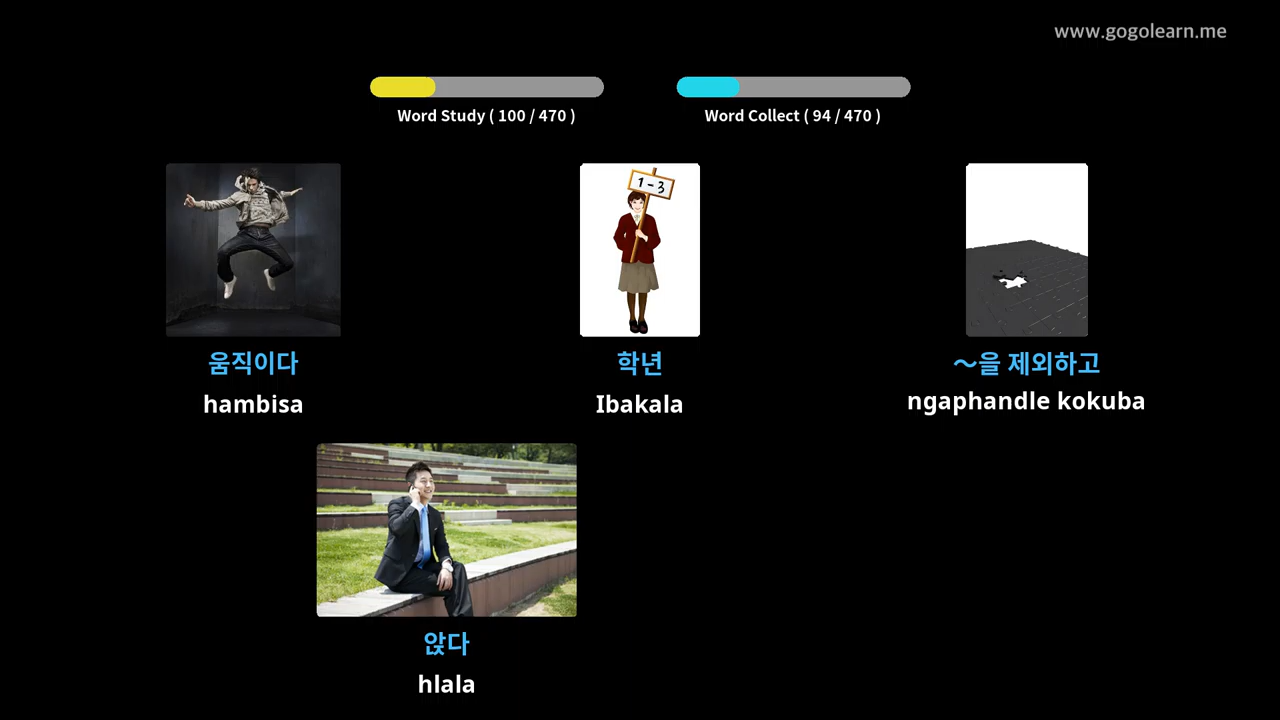 www.gogolearn.me
Word Study ( 100 / 470 )
Word Collect ( 94 / 470 )
1-3
움직이다
hambisa
학년
Ibakala
～을 제외하고
ngaphandle kokuba
앉다
hlala